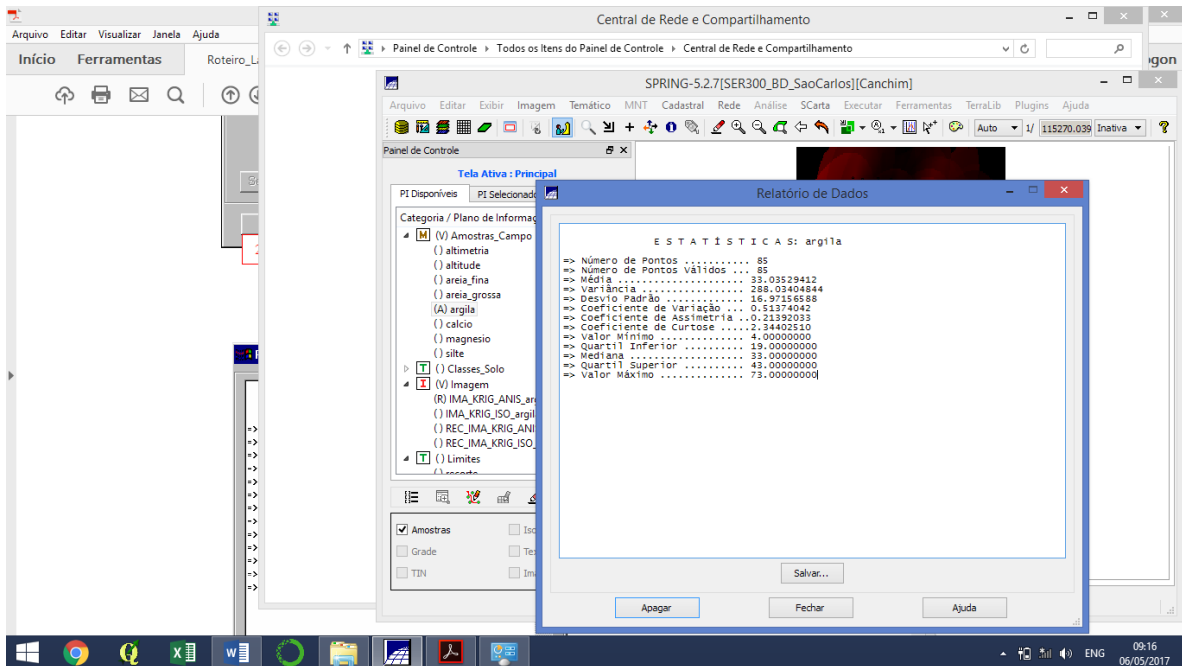 Central de Rede e Compartilhamento
Arquivo Editar Visualizar Janela Ajuda
Início Ferramentas
Painel de Controle Todos os Itens do Painel de Controle Central de Rede e Compartilhamento
SPRING-5.2.7[SER300_BD_SaoCarlos][Canchim]
Arquivo Editar Exibir Imagem Temático MNT Cadastral Rede Análise SCarta Executar Ferramentas TerraLib Plugins Ajuda
Auto 1/ 115270.039 Inativa
Painel de Controle
Tela Ativa : Principal
PI Disponíveis
Categoria / Plano de
M (V) Amostras_Campo
() altimetria
() altitude
() areia_fina
() areia_grossa
(A) argila
() calcio
() magnesio
() silte
T () Classes_Solo
I (V) Imagem
T () Limites
Amostras
Grade
TIN
Relatório de Dados
E S T A T Í S T I C A S: argila
=> Número de Pontos ........... 85
=> Número de Pontos Válidos ... 85
=> Média ...................... 33.03529412
=> Variância .................. 288.03404844
=> Desvio Padrão .............. 16.97156588
=> Coeficiente de Variação ... 0.51374042
=> Coeficiente de Assimetria ..0.21392033
=> Coeficiente de Curtose .....2.34402510
=> Valor Mínimo .............. 4.00000000
=> Quartil Inferior .......... 19.00000000
=> Mediana ................... 33.00000000
=> Quartil Superior .......... 43.00000000
=> Valor Máximo .............. 73.00000000
Salvar...
Apagar Fechar Ajuda
ENG
09:16
06/05/2017